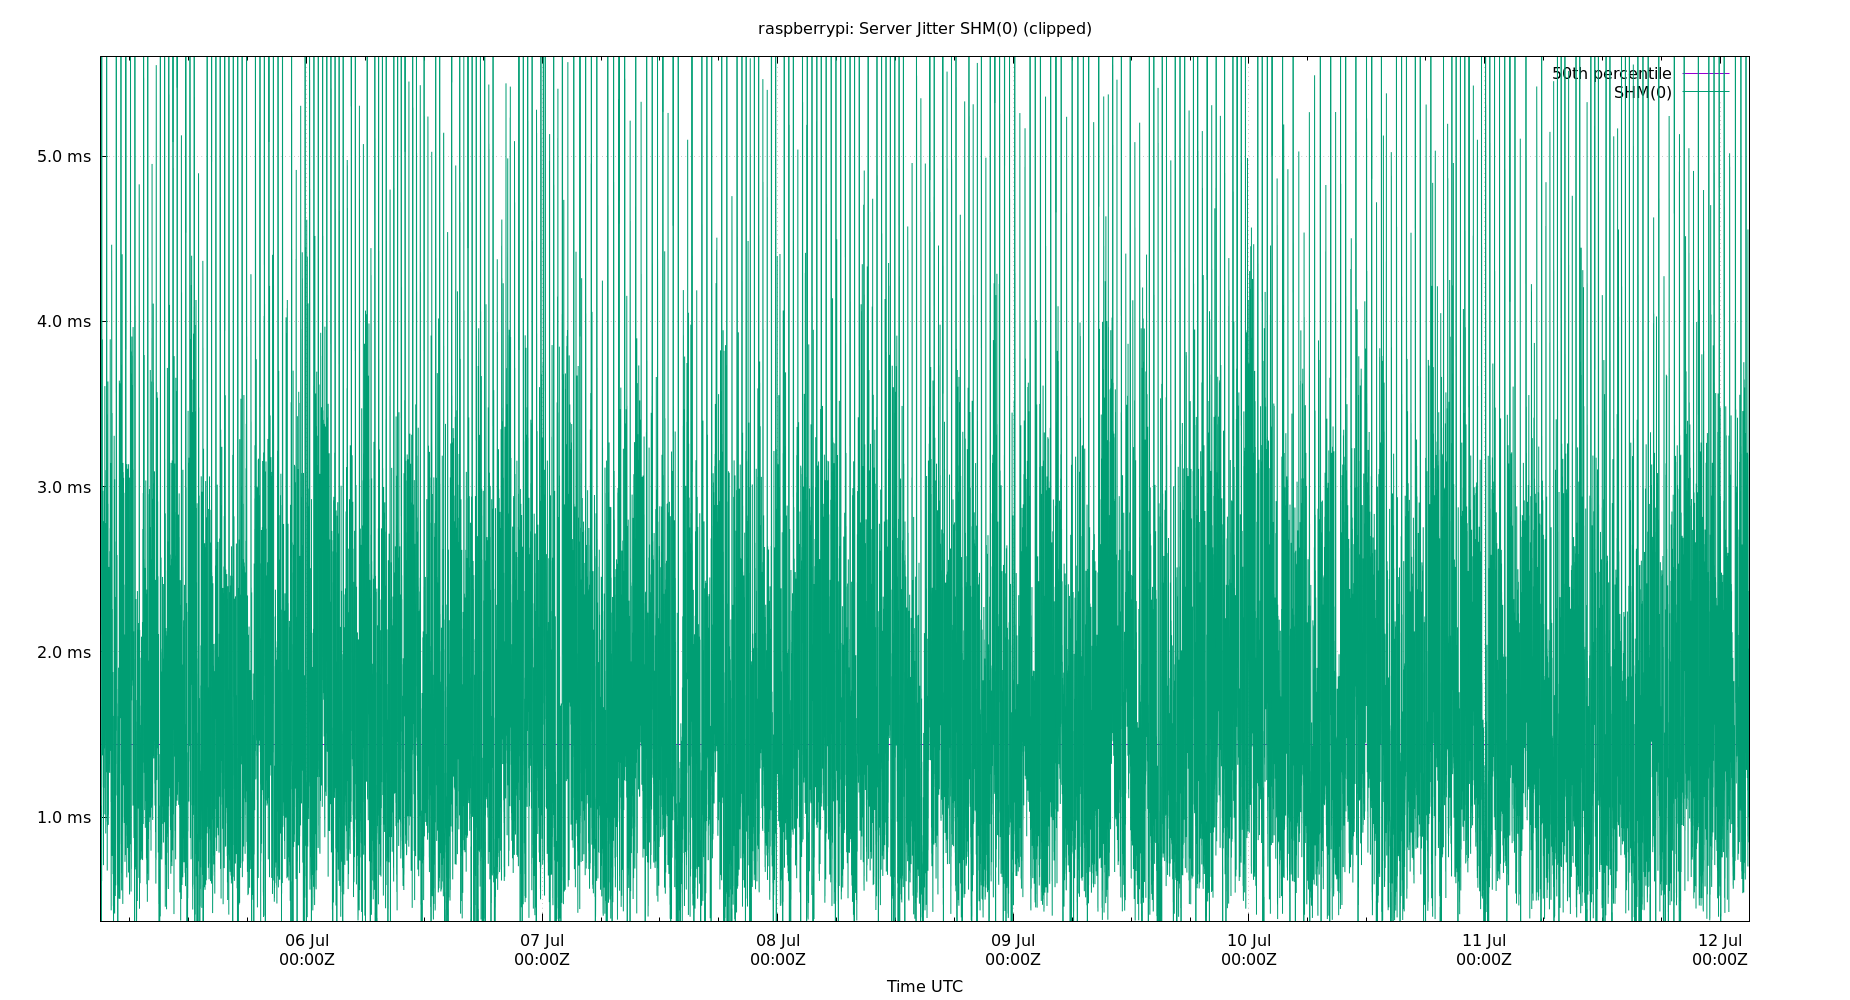 raspberrypi: Server Jitter SHM(0) (clipped)
50th percentile
SHM(0)
5.0 ms
4.0 ms
3.0 ms
2.0 ms
1.0 ms
06 Jul 07 Jul 08 Jul 09 Jul 10 Jul 11 Jul 12 Jul
00:00Z 00:00Z 00:00Z 00:00Z 00:00Z 00:00Z 00:00Z
Time UTC